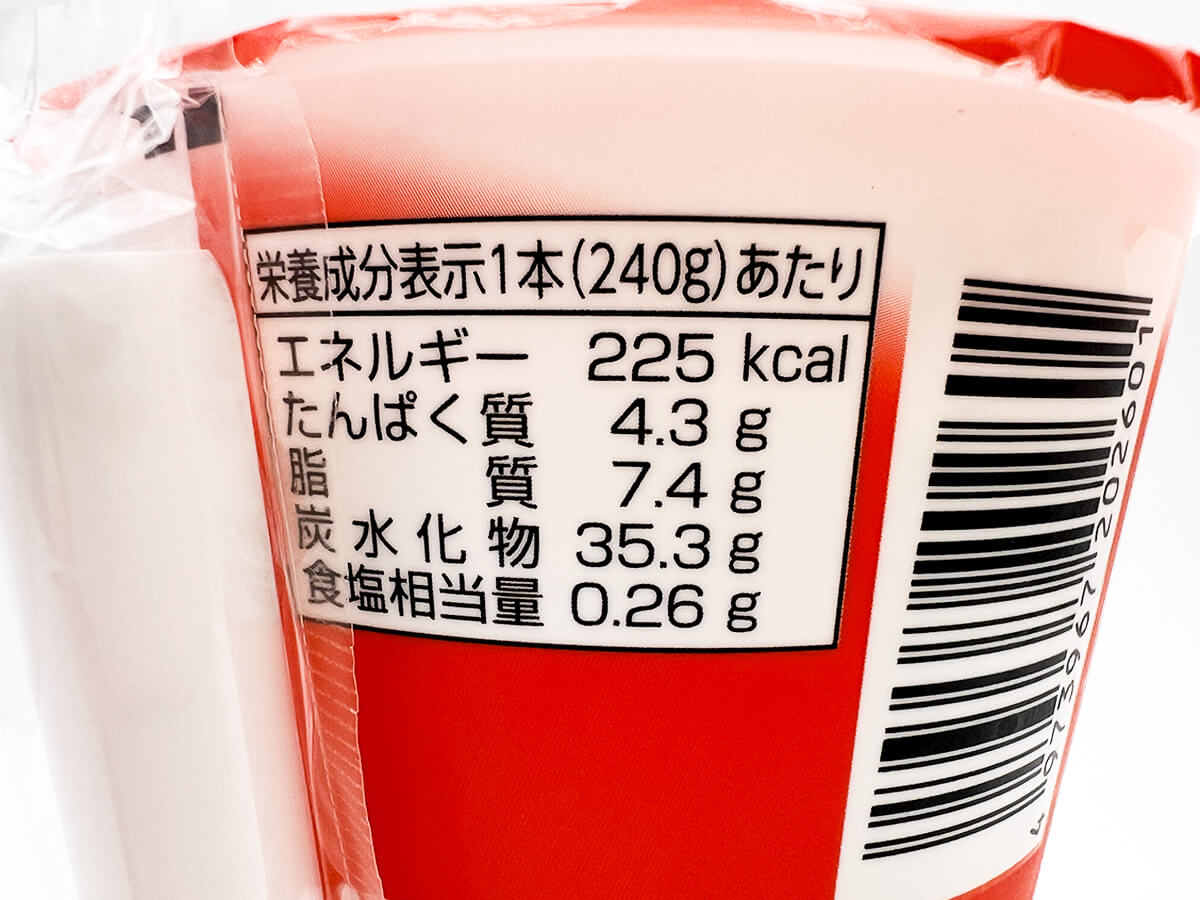 栄養成分表示1本(240g)あたり
エネルギー 225 kcal
たんぱく質 4.3 g
脂質 7.4 g
炭水化物 35.3 g
食塩相当量 0.26 g
4973967202601